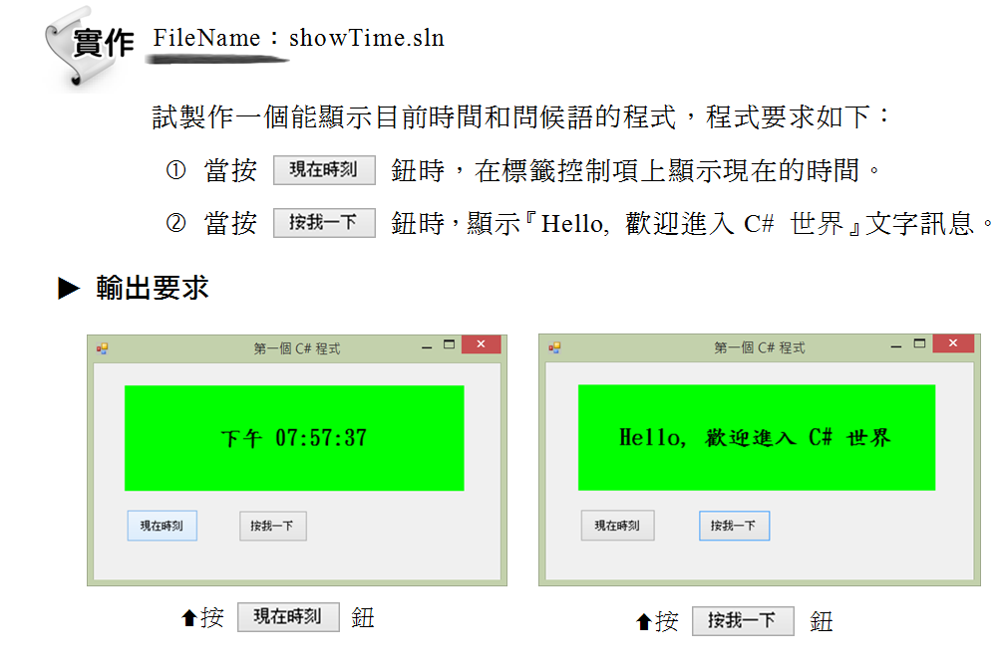 實作 FileName：showTime.sln
試製作一個能顯示目前時間和問候語的程式，程式要求如下：
① 當按 現在時刻 鈕時，在標籤控制項上顯示現在的時間。
② 當按 按我一下 鈕時，顯示『Hello, 歡迎進入 C# 世界』文字訊息。
▶ 輸出要求
第一個 C# 程式
下午 07:57:37
現在時刻 按我一下
第一個 C# 程式
Hello, 歡迎進入 C# 世界
現在時刻 按我一下
⬆按 現在時刻 鈕
⬆按 按我一下 鈕